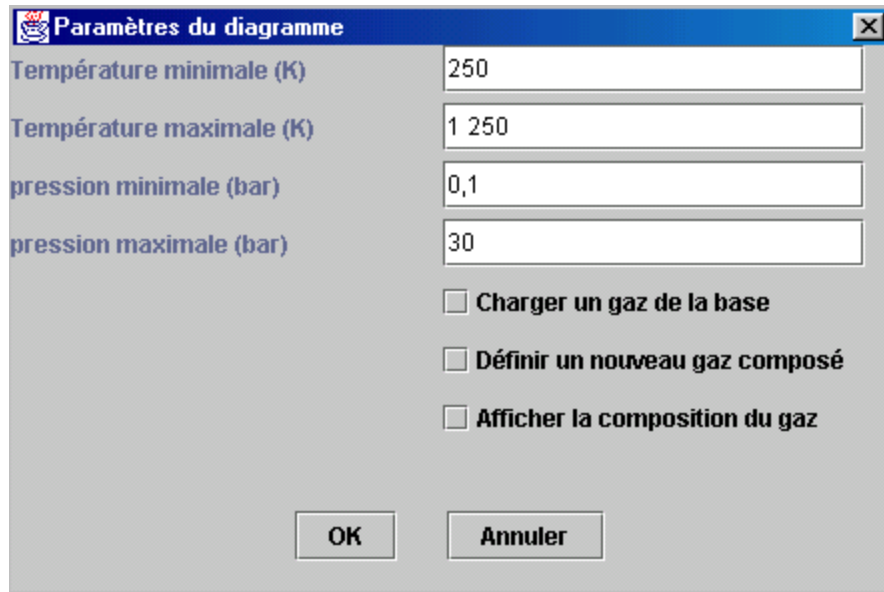 Paramètres du diagramme
Température minimale (K) 250
Température maximale (K) 1 250
pression minimale (bar) 0,1
pression maximale (bar) 30
Charger un gaz de la base
Définir un nouveau gaz composé
Afficher la composition du gaz
OK Annuler